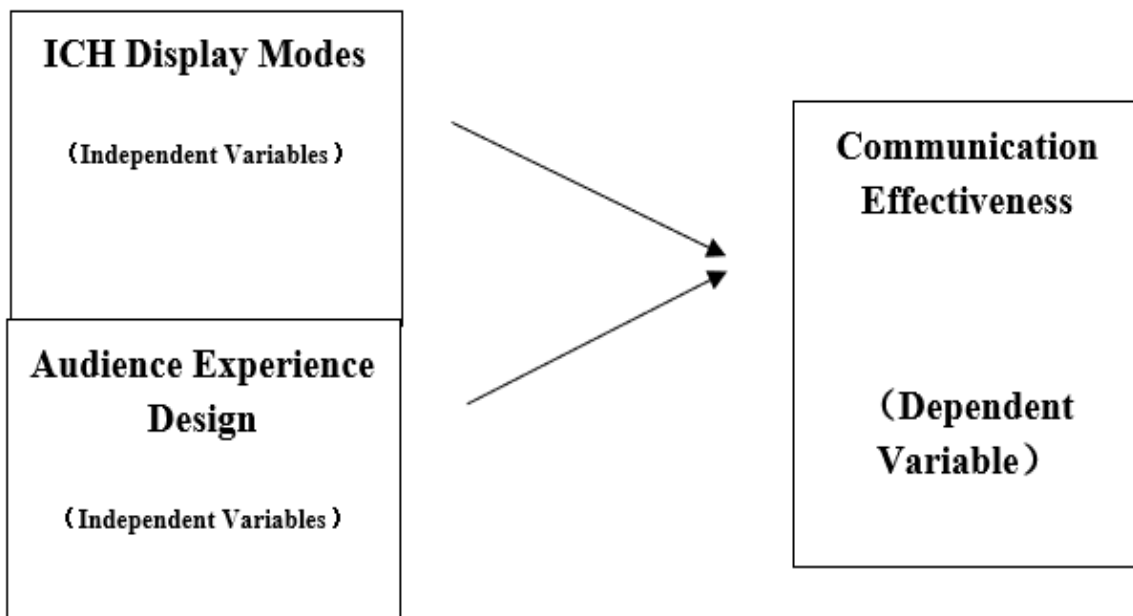 ICH Display Modes
（Independent Variables）
Audience Experience
Design
（Independent Variables）
Communication
Effectiveness
（Dependent
Variable）